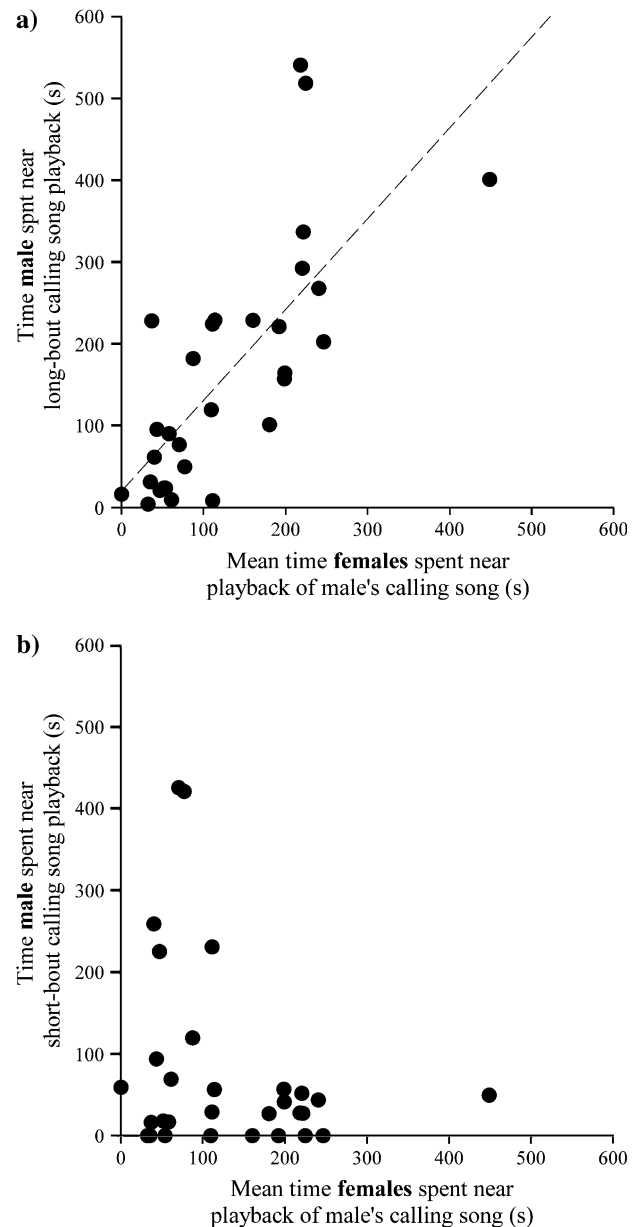 a)
600
500
400
300
200
100
0
Time male spnt near
long-bout calling song playback (s)
0 100 200 300 400 500 600
Mean time females spent near
playback of male's calling song (s)
b)
600
500
400
300
200
100
0
Time male spent near
short-bout calling song playback (s)
0 100 200 300 400 500 600
Mean time females spent near
playback of male's calling song (s)